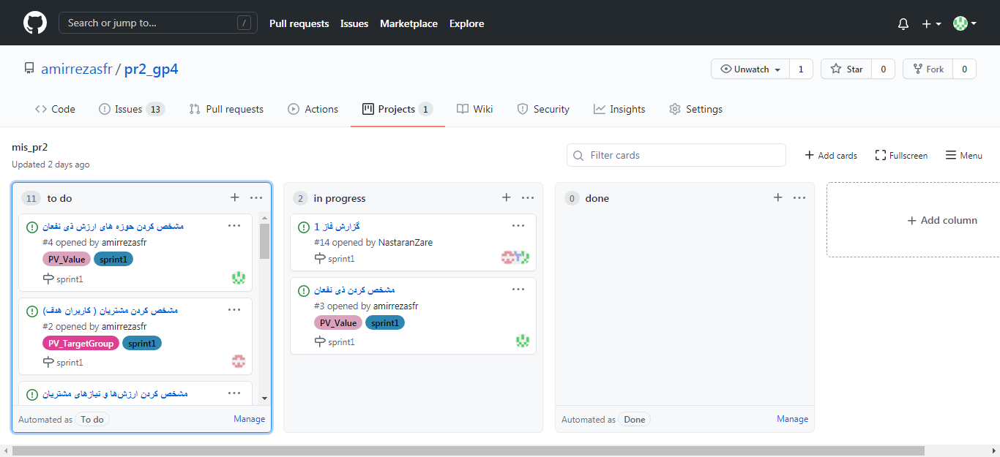 Search or jump to... /
Pull requests Issues Marketplace Explore
amirrezasfr / pr2_gp4
Unwatch 1 Star 0 Fork 0
Code Issues 13 Pull requests Actions Projects 1 Wiki Security Insights Settings
mis_pr2
Updated 2 days ago
Filter cards
Add cards Fullscreen Menu
11 to do
مشخص کردن حوزه های ارزش ذی نفعان
#4 opened by amirrezasfr
PV_Value sprint1
sprint1
مشخص کردن مشتریان ( کاربران هدف)
#2 opened by amirrezasfr
PV_TargetGroup sprint1
sprint1
مشخص کردن ارزش‌ها و نیازهای مشتریان
Automated as To do Manage
2 in progress
گزارش فاز 1
#14 opened by NastaranZare
sprint1
مشخص کردن ذی نفعان
#3 opened by amirrezasfr
PV_Value sprint1
sprint1
0 done
Automated as Done Manage
Add column